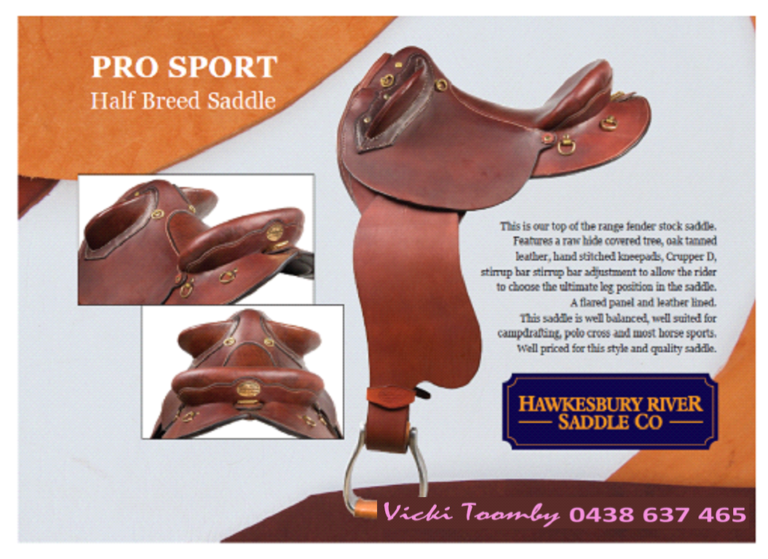 PRO SPORT
Half Breed Saddle
This is our top of the range fender stock saddle.
Features a raw hide covered tree, oak tanned
leather, hand stitched kneepads, Crupper D,
stirrup bar stirrup bar adjustment to allow the rider
to choose the ultimate leg position in the saddle.
A flared panel and leather lined.
This saddle is well balanced, well suited for
campdrafting, polo cross and most horse sports.
Well priced for this style and quality saddle.
HAWKESBURY RIVER
SADDLE CO
Vicki Toomby 0438 637 465